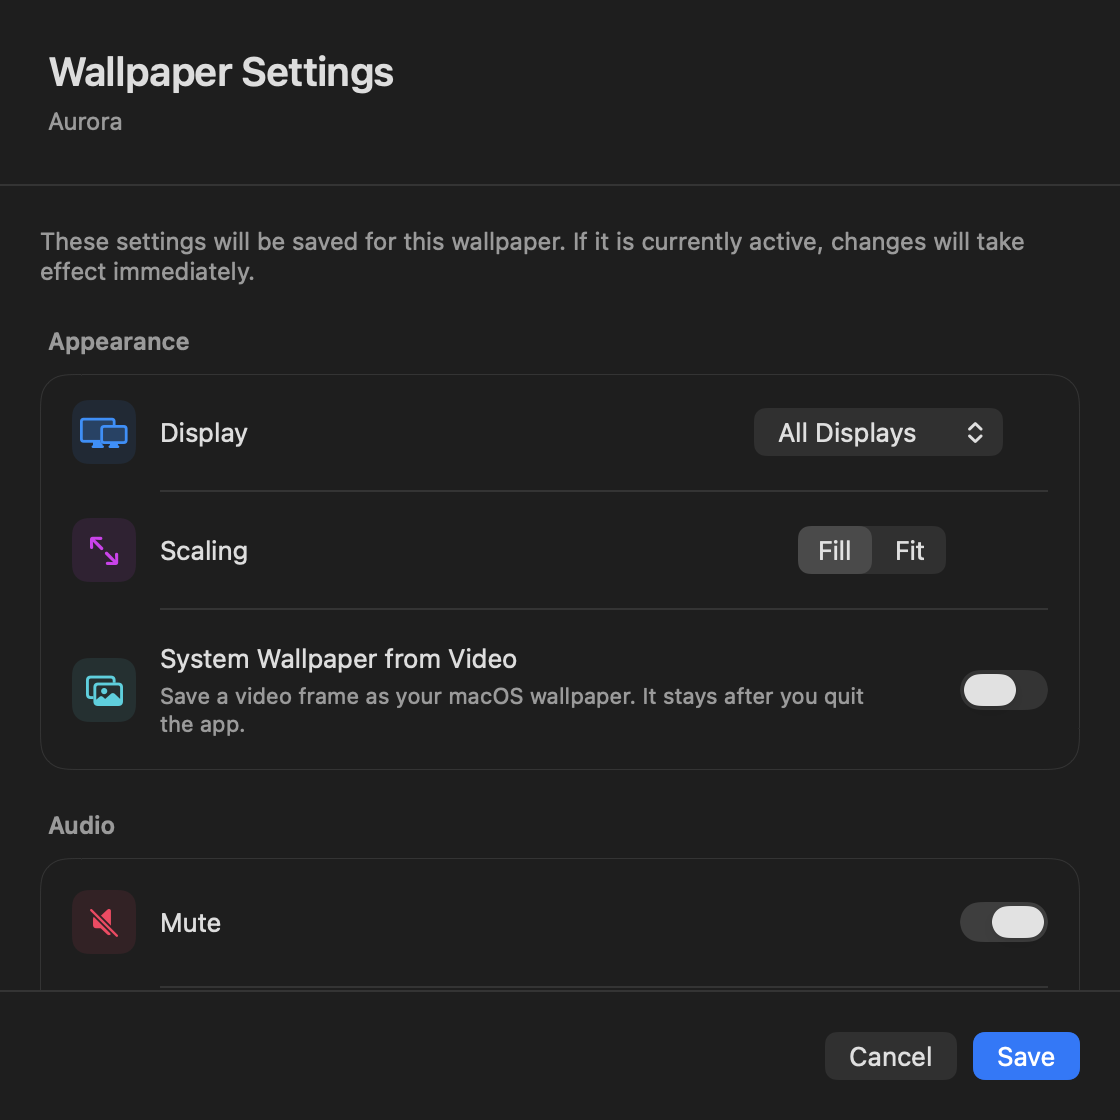 Wallpaper Settings
Aurora
These settings will be saved for this wallpaper. If it is currently active, changes will take
effect immediately.
Appearance
Display
All Displays
Scaling
Fill
Fit
System Wallpaper from Video
Save a video frame as your macOS wallpaper. It stays after you quit
the app.
Audio
Mute
Cancel
Save